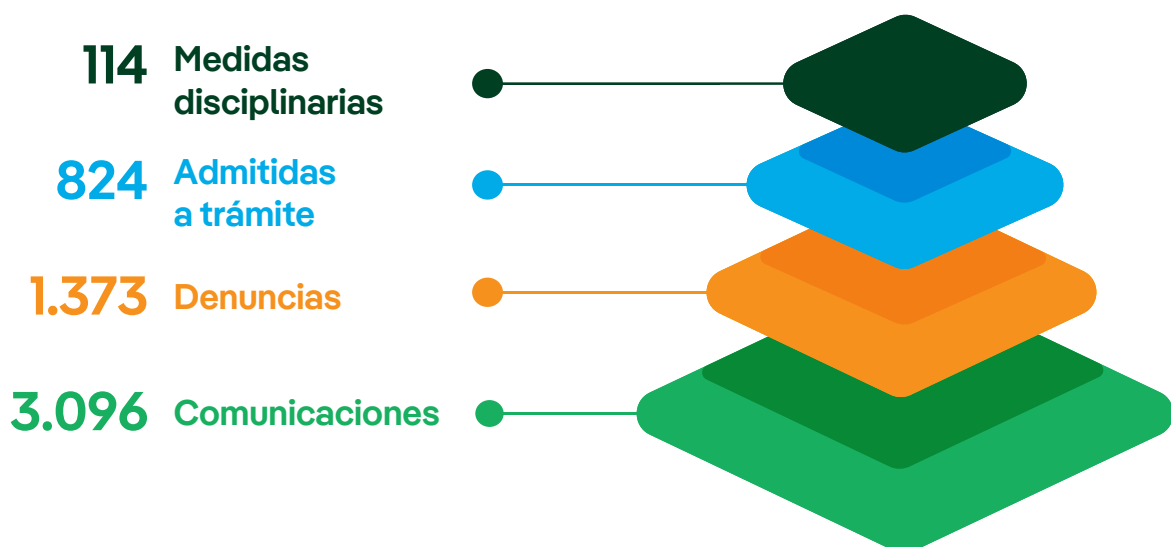 114 Medidas
disciplinarias
824 Admitidas
a trámite
1.373 Denuncias
3.096 Comunicaciones